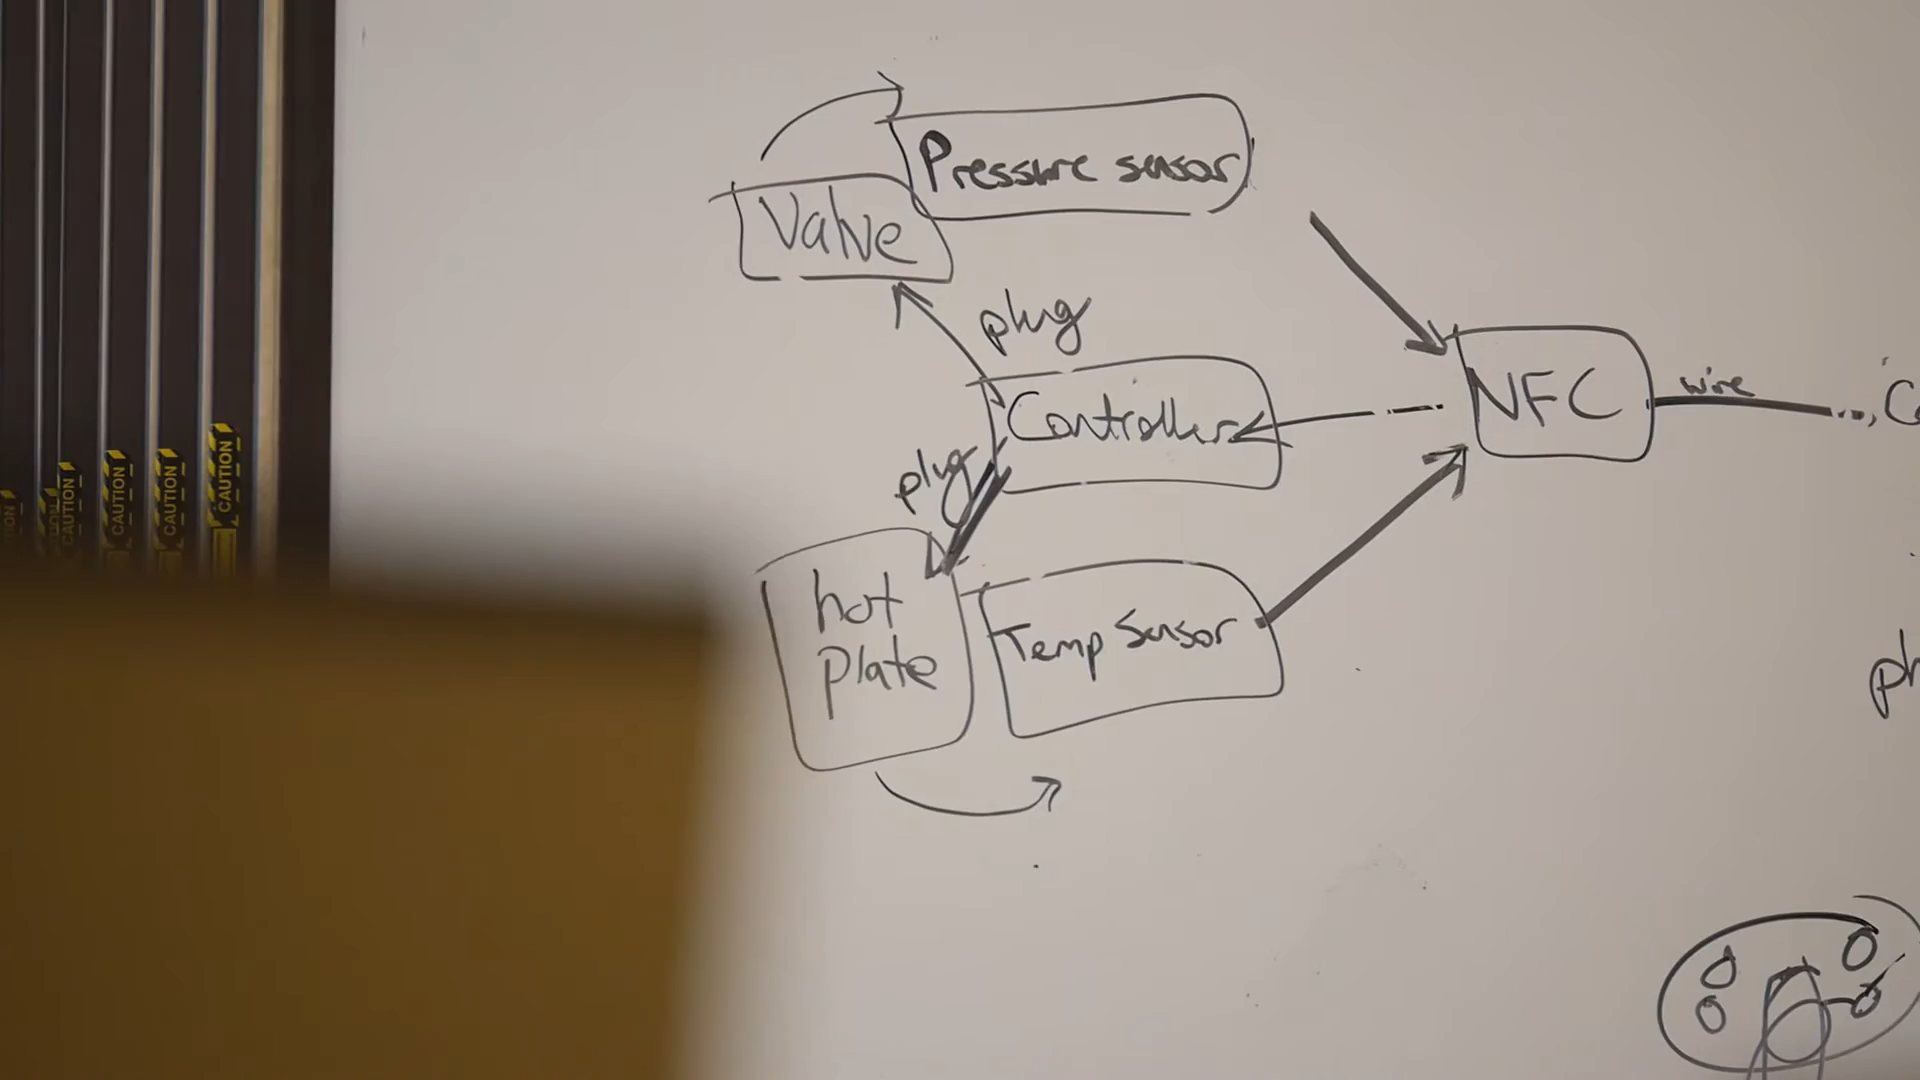 Pressure sensor
Valve
plug
Controller
NFC
wire
plug
hot
plate
Temp Sensor
CAUTION
CAUTION
CAUTION
CAUTION